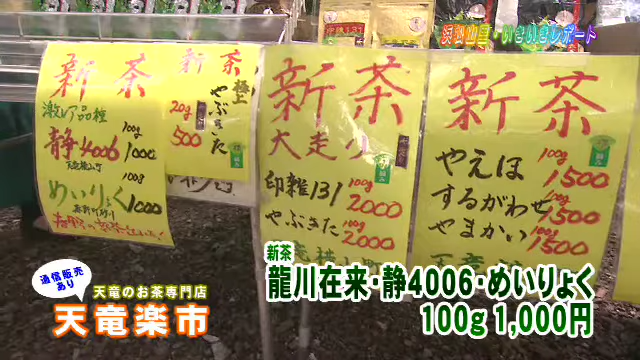 浜松山里・いきいきレポート
新茶
激レア品種
静4006 100g 1000
めいりょく 100g 1000
新茶
極上
やぶきた
20g
500
新茶
大走り
印雑131 100g 2000
やぶきた 100g 2000
新茶
やえほ 100g 1500
するがわせ 100g 1500
やまかい 100g 1500
通信販売
あり
天竜のお茶専門店
天竜楽市
新茶
龍川在来・静4006・めいりょく
100g 1,000円